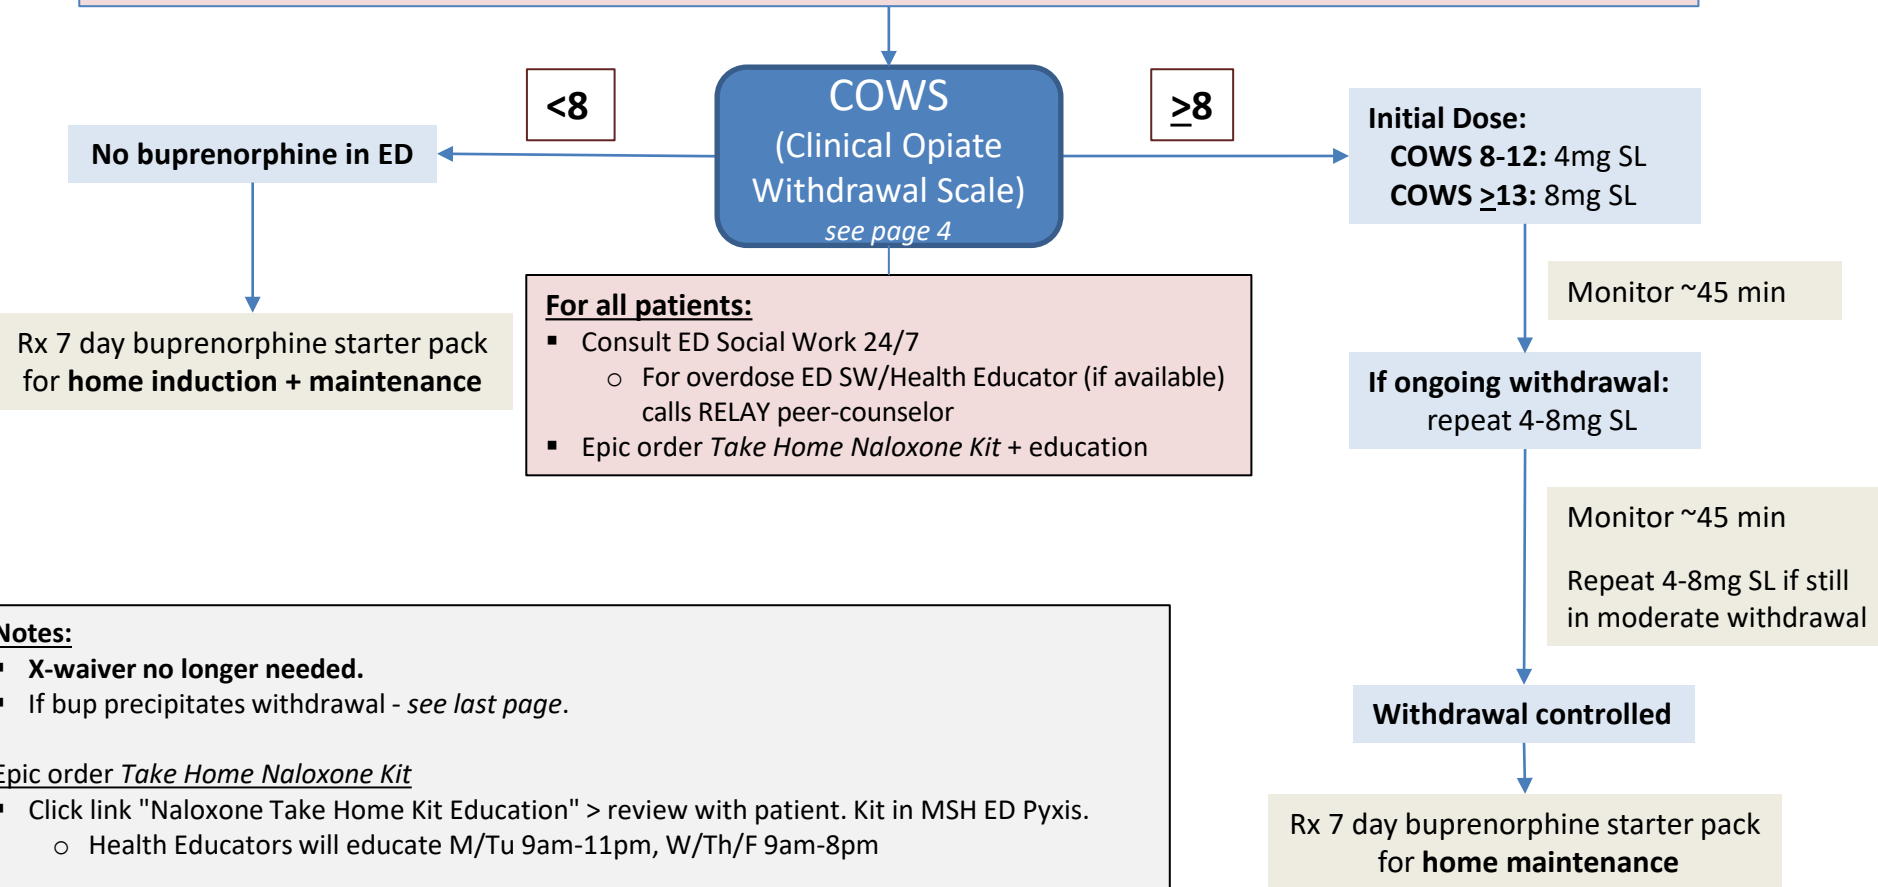 <8
COWS
(Clinical Opiate
Withdrawal Scale)
see page 4
≥8
No buprenorphine in ED
Rx 7 day buprenorphine starter pack
for home induction + maintenance
Initial Dose:
COWS 8-12: 4mg SL
COWS ≥13: 8mg SL
Monitor ~45 min
If ongoing withdrawal:
repeat 4-8mg SL
Monitor ~45 min
Repeat 4-8mg SL if still
in moderate withdrawal
Withdrawal controlled
Rx 7 day buprenorphine starter pack
for home maintenance
For all patients:
▪ Consult ED Social Work 24/7
o For overdose ED SW/Health Educator (if available)
calls RELAY peer-counselor
▪ Epic order Take Home Naloxone Kit + education
Notes:
▪ X-waiver no longer needed.
▪ If bup precipitates withdrawal - see last page.
Epic order Take Home Naloxone Kit
▪ Click link "Naloxone Take Home Kit Education" > review with patient. Kit in MSH ED Pyxis.
o Health Educators will educate M/Tu 9am-11pm, W/Th/F 9am-8pm